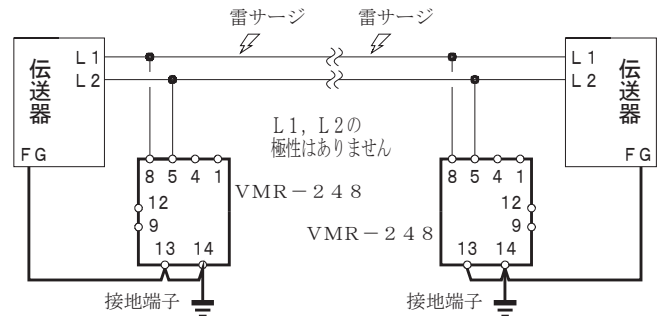 雷サージ 雷サージ
伝送器 L1 L1 伝送器
L2 L2
L1，L2の
極性はありません
FG FG
8 5 4 1 8 5 4 1
VMR－248
12 12
9 VMR－248 9
13 14 13 14
接地端子 接地端子